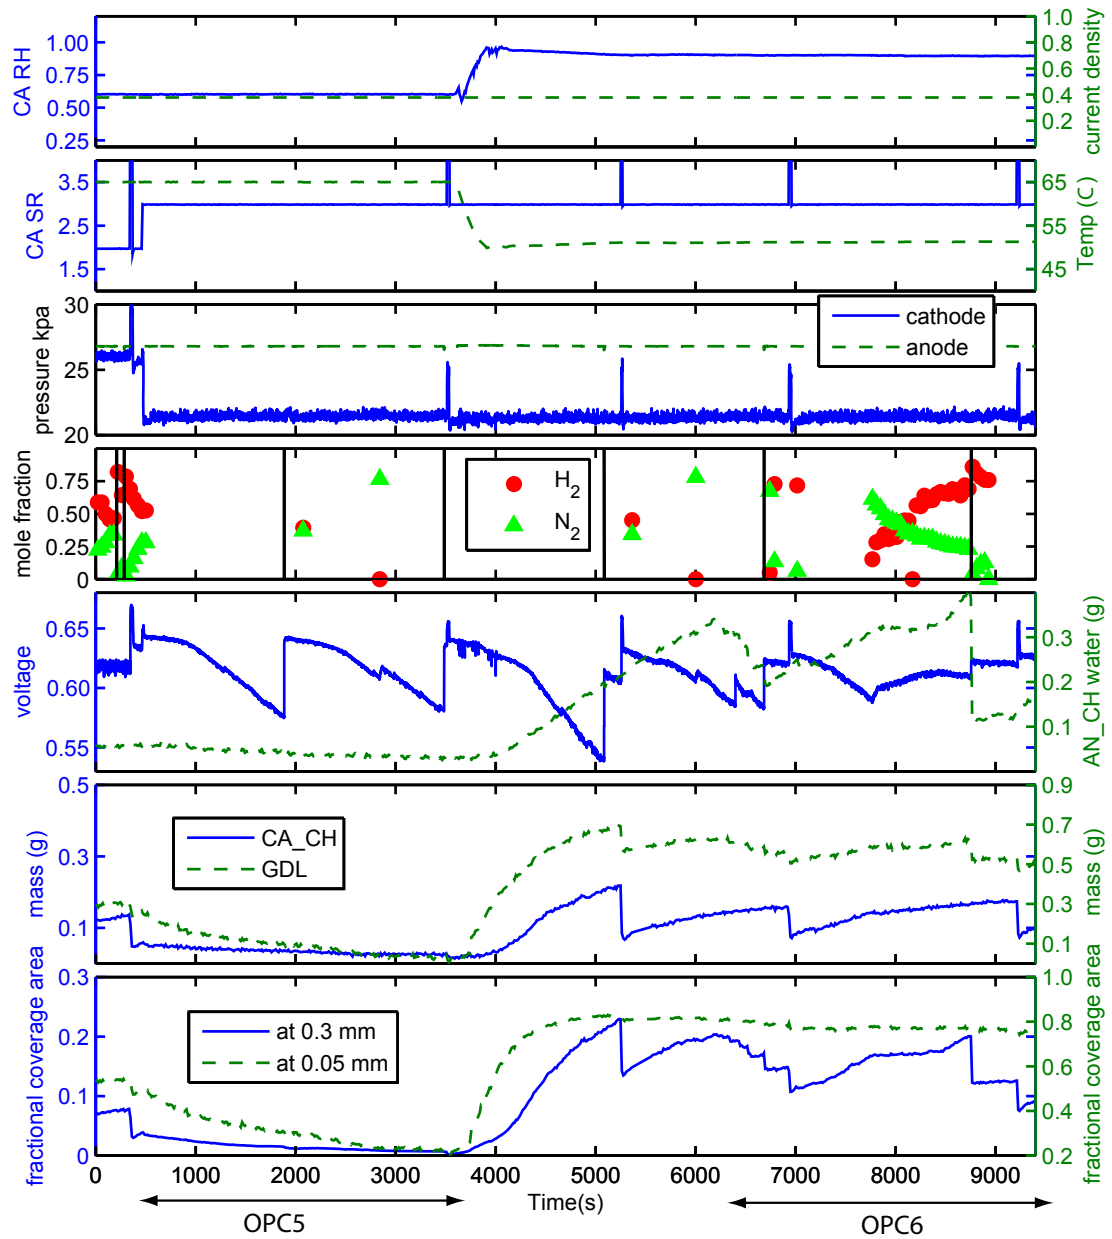 CA RH
1.00
0.75
0.50
0.25
1.0
0.8
0.6
0.4
0.2
current density
CA SR
3.5
2.5
1.5
65
55
45
Temp (C)
pressure kpa
30
25
20
cathode
anode
mole fraction
0.75
0.50
0.25
0
H2
N2
voltage
0.65
0.60
0.55
0.3
0.2
0.1
AN_CH water (g)
mass (g)
0.5
0.3
0.1
CA_CH
GDL
0.9
0.7
0.5
0.3
0.1
mass (g)
fractional coverage area
0.3
0.2
0.1
0
at 0.3 mm
at 0.05 mm
1.0
0.8
0.6
0.4
0.2
fractional coverage area
0 1000 2000 3000 4000 5000 6000 7000 8000 9000
Time(s)
OPC5
OPC6